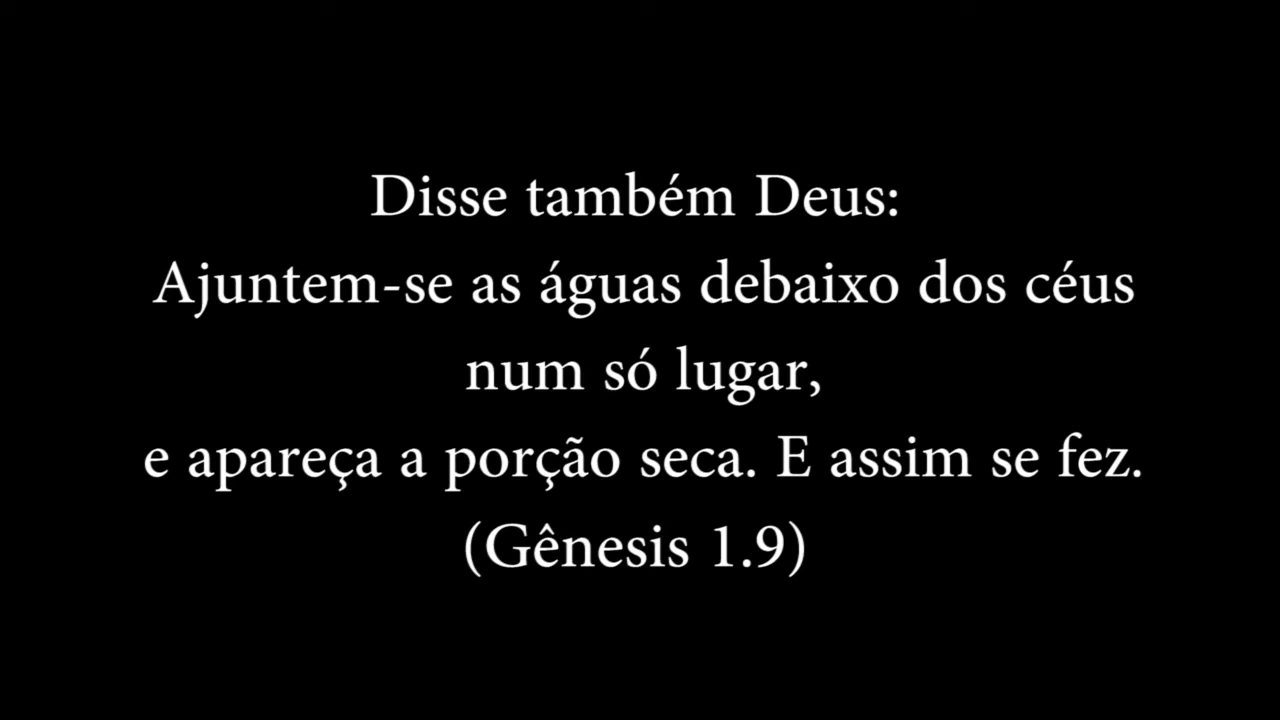 Disse também Deus:
Ajuntem-se as águas debaixo dos céus
num só lugar,
e apareça a porção seca. E assim se fez.
(Gênesis 1.9)